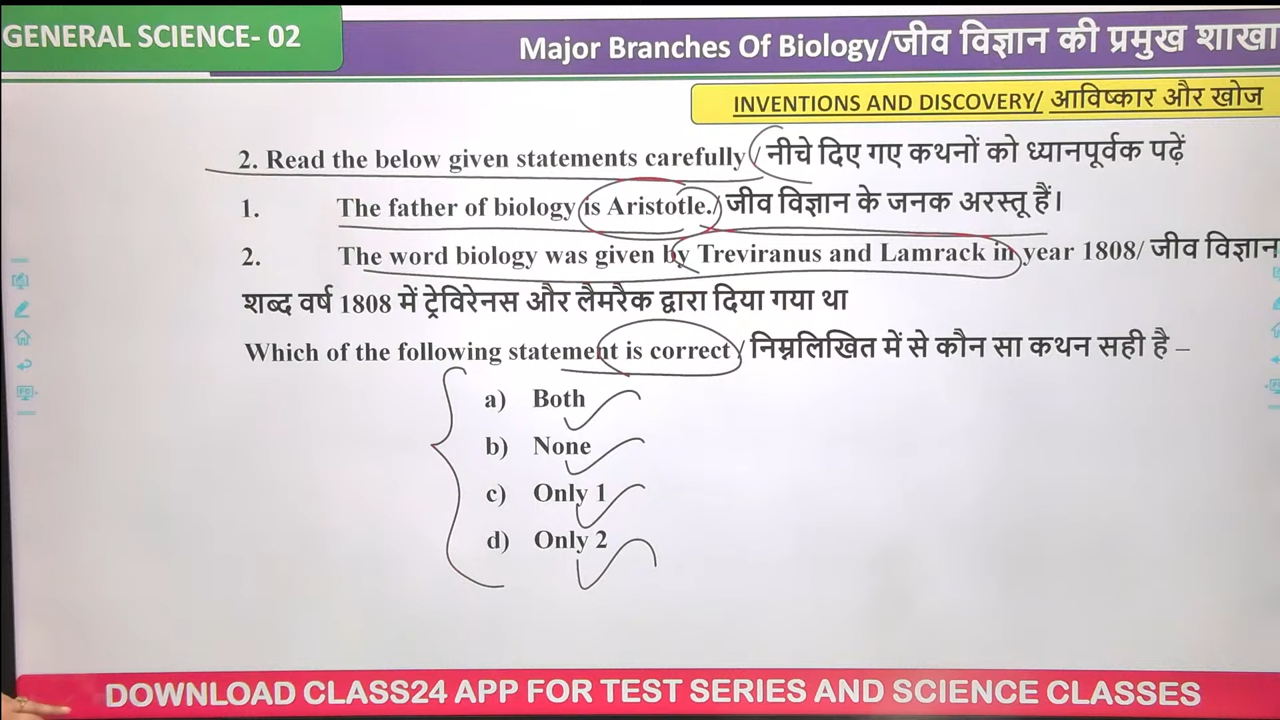 GENERAL SCIENCE- 02
Major Branches Of Biology/जीव विज्ञान की प्रमुख शाखा
INVENTIONS AND DISCOVERY/ आविष्कार और खोज
2. Read the below given statements carefully / नीचे दिए गए कथनों को ध्यानपूर्वक पढ़ें
1. The father of biology is Aristotle./ जीव विज्ञान के जनक अरस्तू हैं।
2. The word biology was given by Treviranus and Lamrack in year 1808/ जीव विज्ञान
शब्द वर्ष 1808 में ट्रेविरेनस और लैमरैक द्वारा दिया गया था
Which of the following statement is correct / निम्नलिखित में से कौन सा कथन सही है –
a) Both
b) None
c) Only 1
d) Only 2
DOWNLOAD CLASS24 APP FOR TEST SERIES AND SCIENCE CLASSES